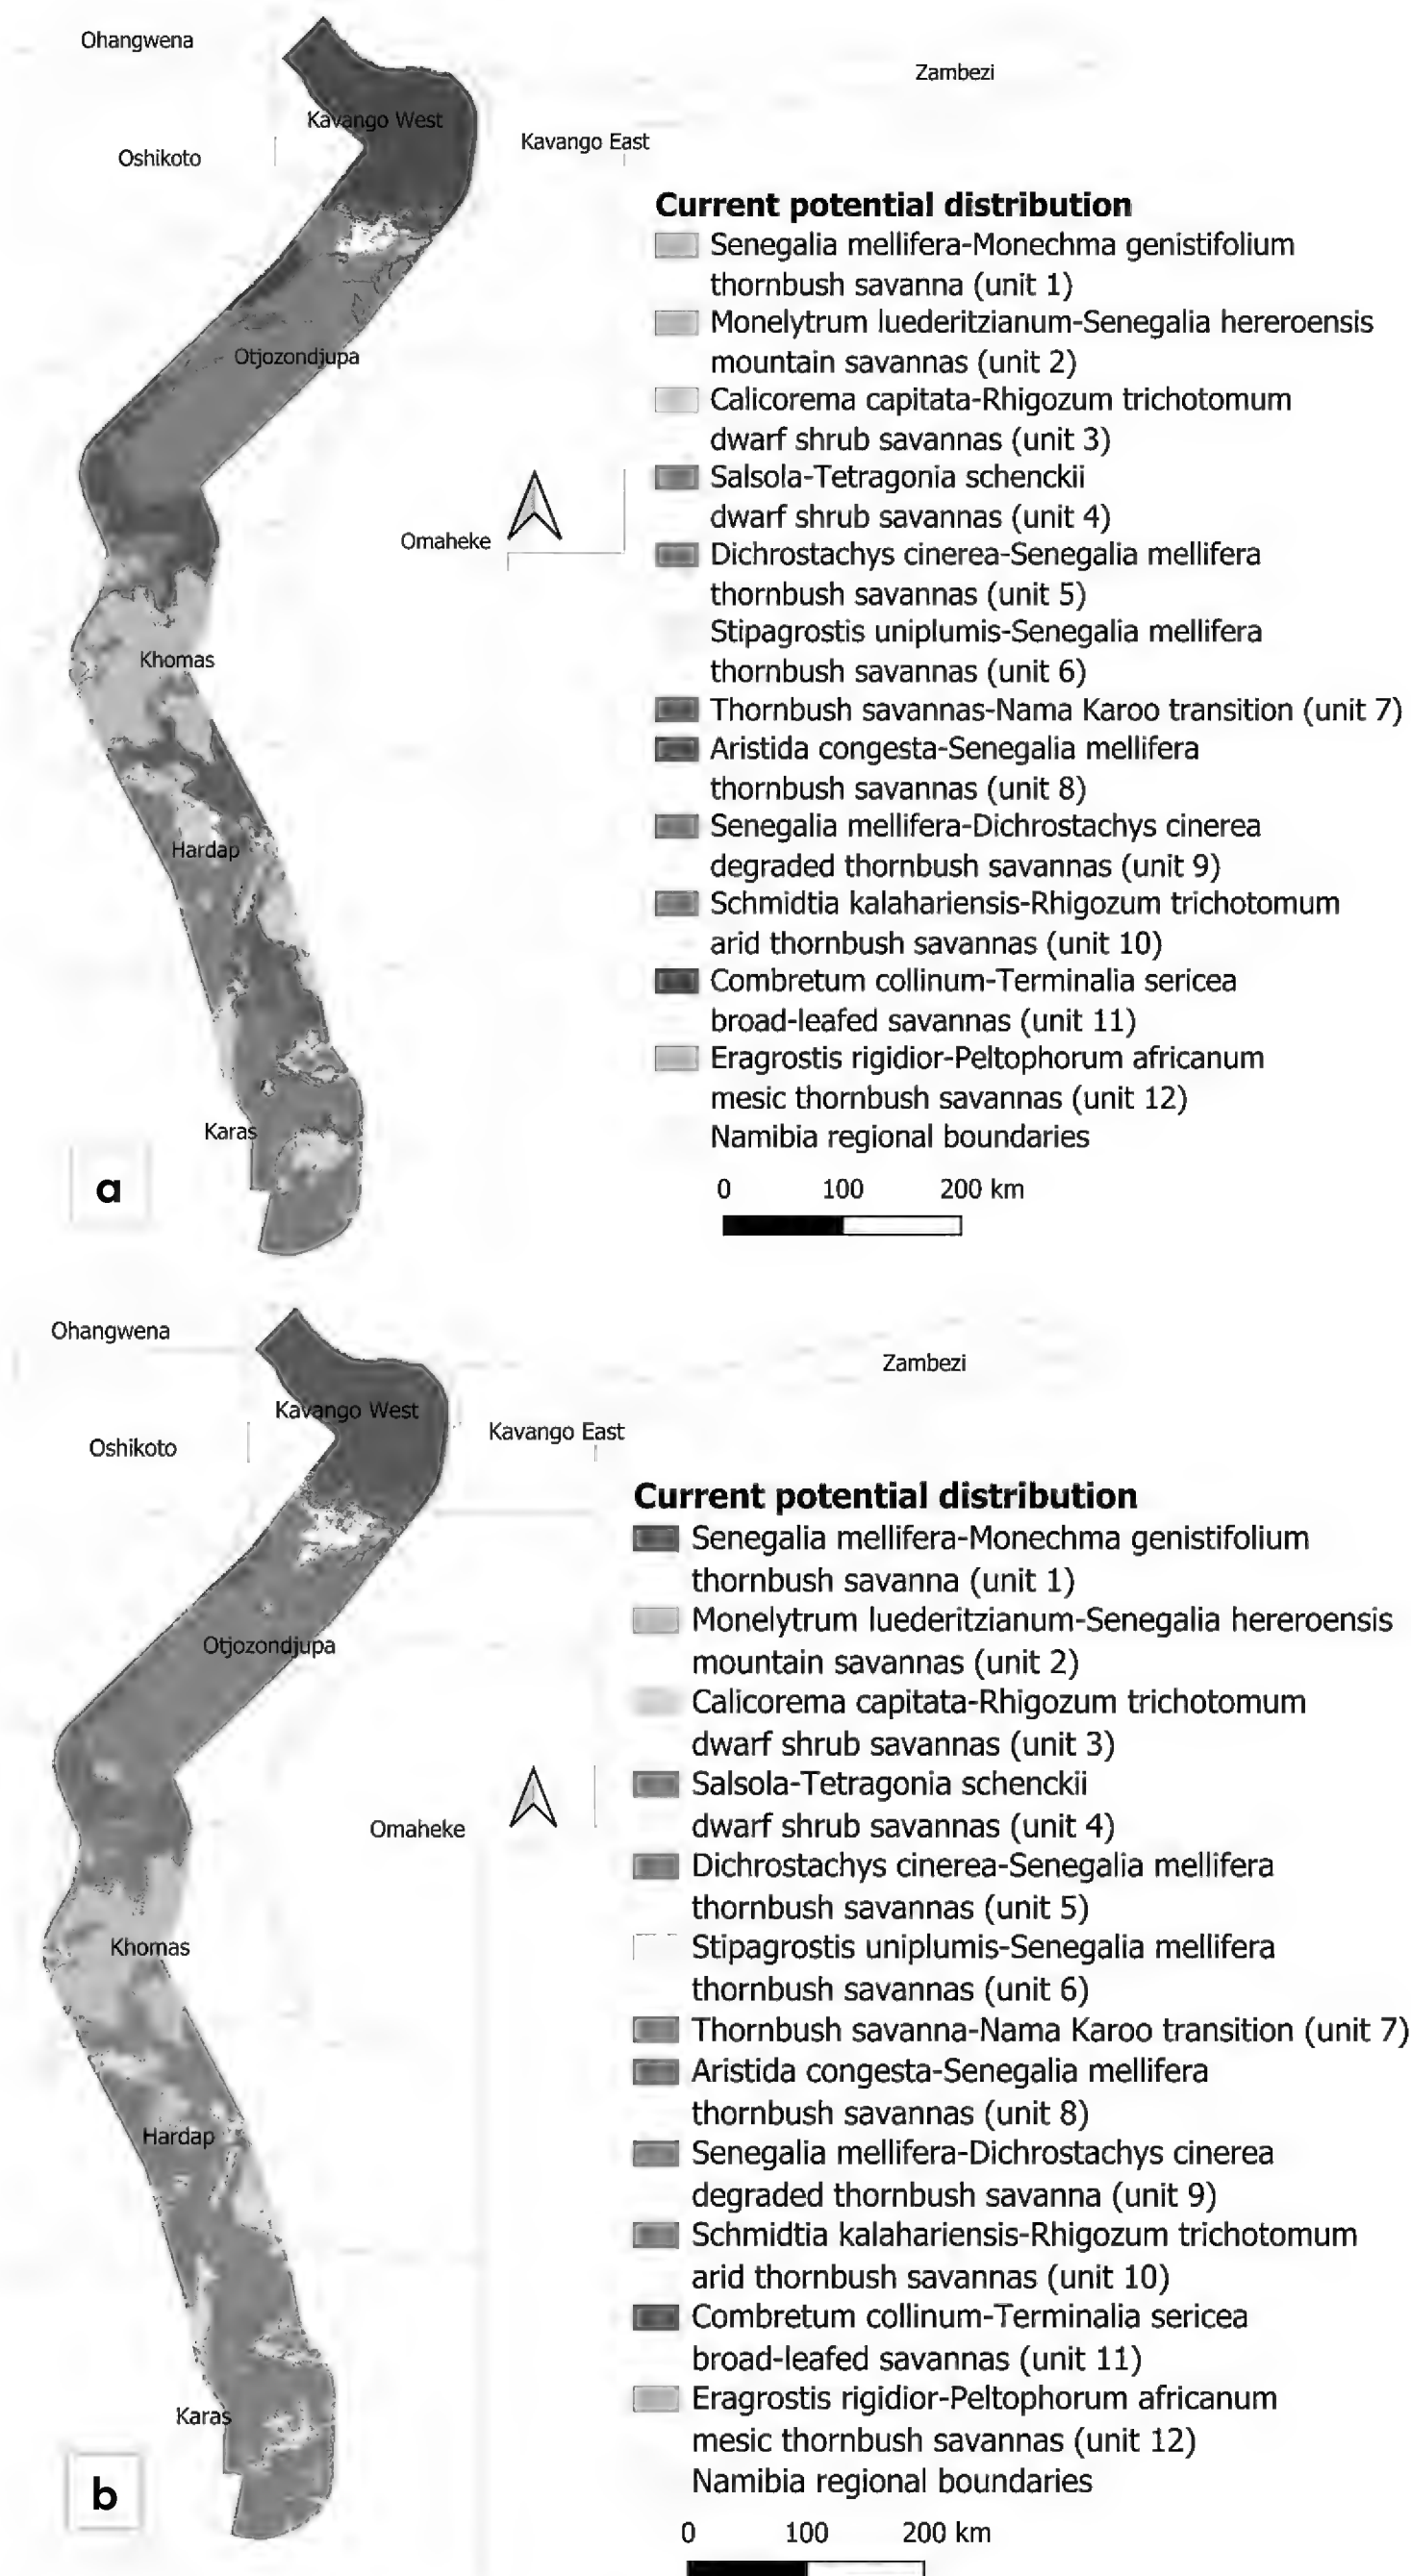 Ohangwena
Zambezi
Kavango West
Kavango East
Oshikoto
Current potential distribution
Senegalia mellifera-Monechma genistifolium
thornbush savanna (unit 1)
Monelytrum luederitzianum-Senegalia hereroensis
mountain savannas (unit 2)
Otjozondjupa
Calicorema capitata-Rhigozum trichotomum
dwarf shrub savannas (unit 3)
Salsola-Tetragonia schenckii
dwarf shrub savannas (unit 4)
Omaheke
Dichrostachys cinerea-Senegalia mellifera
thornbush savannas (unit 5)
Stipagrostis uniplumis-Senegalia mellifera
thornbush savannas (unit 6)
Khomas
Thornbush savannas-Nama Karoo transition (unit 7)
Aristida congesta-Senegalia mellifera
thornbush savannas (unit 8)
Senegalia mellifera-Dichrostachys cinerea
degraded thornbush savannas (unit 9)
Hardap
Schmidtia kalahariensis-Rhigozum trichotomum
arid thornbush savannas (unit 10)
Combretum collinum-Terminalia sericea
broad-leafed savannas (unit 11)
Eragrostis rigidior-Peltophorum africanum
mesic thornbush savannas (unit 12)
Karas
Namibia regional boundaries
a
0 100 200 km
Ohangwena
Zambezi
Kavango West
Kavango East
Oshikoto
Current potential distribution
Senegalia mellifera-Monechma genistifolium
thornbush savanna (unit 1)
Monelytrum luederitzianum-Senegalia hereroensis
mountain savannas (unit 2)
Otjozondjupa
Calicorema capitata-Rhigozum trichotomum
dwarf shrub savannas (unit 3)
Salsola-Tetragonia schenckii
dwarf shrub savannas (unit 4)
Omaheke
Dichrostachys cinerea-Senegalia mellifera
thornbush savannas (unit 5)
Stipagrostis uniplumis-Senegalia mellifera
thornbush savannas (unit 6)
Khomas
Thornbush savanna-Nama Karoo transition (unit 7)
Aristida congesta-Senegalia mellifera
thornbush savannas (unit 8)
Hardap
Senegalia mellifera-Dichrostachys cinerea
degraded thornbush savanna (unit 9)
Schmidtia kalahariensis-Rhigozum trichotomum
arid thornbush savannas (unit 10)
Combretum collinum-Terminalia sericea
broad-leafed savannas (unit 11)
Eragrostis rigidior-Peltophorum africanum
mesic thornbush savannas (unit 12)
Karas
Namibia regional boundaries
b
0 100 200 km